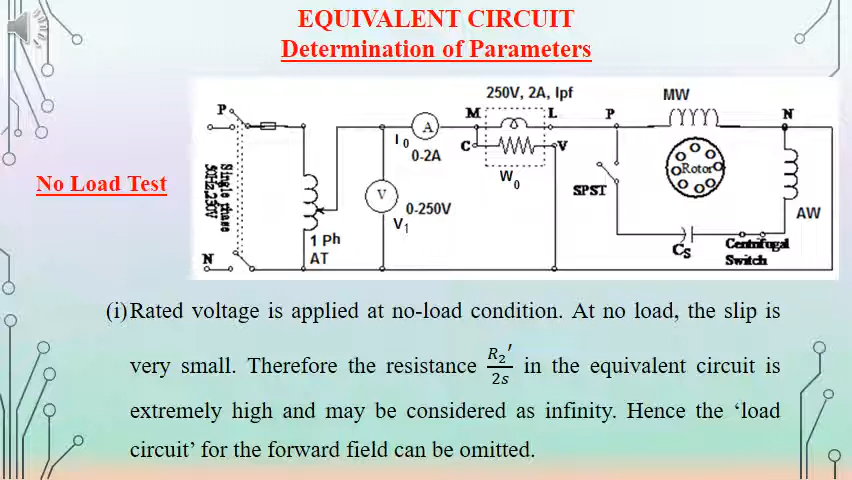 EQUIVALENT CIRCUIT
Determination of Parameters
No Load Test
250V, 2A, lpf
MW
P
M
L
P
N
A
I0
0-2A
C
V
W0
Rotor
SPST
Single phase
50Hz,230V
V
0-250V
V1
AW
1 Ph
AT
N
CS
Centrifugal
Switch
(i)Rated voltage is applied at no-load condition. At no load, the slip is
very small. Therefore the resistance R2′/2s in the equivalent circuit is
extremely high and may be considered as infinity. Hence the ‘load
circuit’ for the forward field can be omitted.